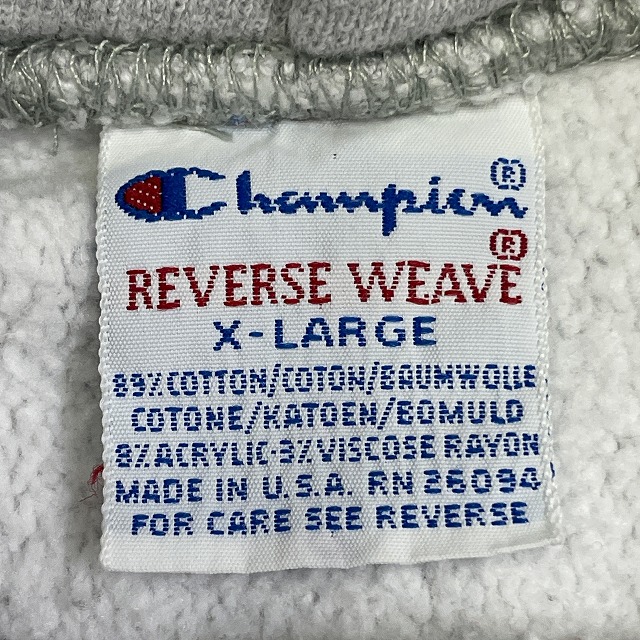 Champion ®
REVERSE WEAVE ®
X-LARGE
89% COTTON/COTON/BAUMWOLLE
COTONE/KATOEN/BOMULD
8% ACRYLIC·3% VISCOSE RAYON
MADE IN U.S.A. RN 26094
FOR CARE SEE REVERSE